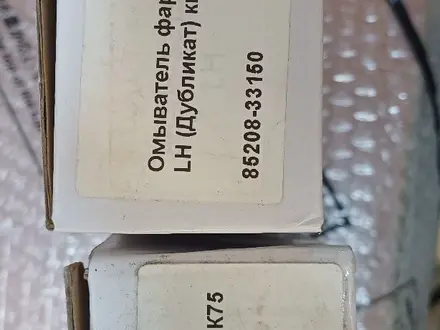 Омыватель фар
LH (Дубликат) к
85208-33150
K75